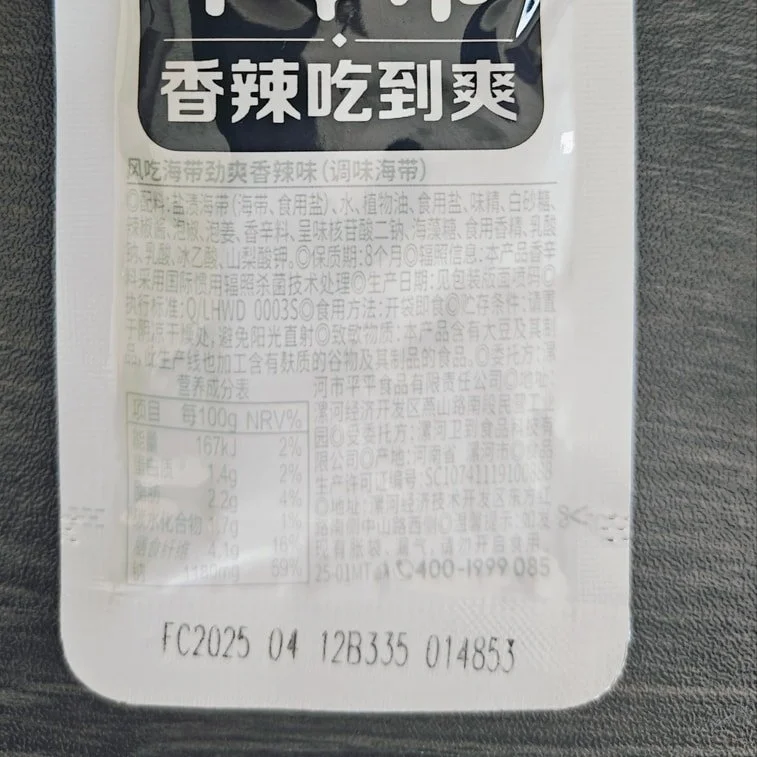 香辣吃到爽
风吃海带劲爽香辣味(调味海带)
◎配料:盐渍海带(海带、食用盐)、水、植物油、食用盐、味精、白砂糖、
辣椒酱、泡椒、泡姜、香辛料、呈味核苷酸二钠、海藻糖、食用香精、乳酸
钠、乳酸、冰乙酸、山梨酸钾。◎保质期:8个月◎辐照信息:本产品香辛
料采用国际惯用辐照杀菌技术处理◎生产日期:见包装版面喷码◎
执行标准:Q/LHWD 0003S◎食用方法:开袋即食◎贮存条件:请置
于阴凉干燥处,避免阳光直射◎致敏物质:本产品含有大豆及其制
品,此生产线也加工含有麸质的谷物及其制品的食品。◎委托方:漯
河市平平食品有限责任公司◎地址:
漯河经济开发区燕山路南段民营工业
园◎受委托方:漯河卫到食品科技有
限公司◎产地:河南省 漯河市◎食品
生产许可证编号:SC10741119100
◎地址:漯河经济技术开发区东方红
路南侧中山路西侧◎温馨提示:如发
现有胀袋、漏气,请勿开启食用。
25-01MT 400-1999 085
营养成分表
项目 每100g NRV%
能量 167kJ 2%
蛋白质 1.4g 2%
脂肪 2.2g 4%
碳水化合物 1.7g 1%
膳食纤维 4.1g 16%
钠 1180mg 59%
FC2025 04 12B335 014853